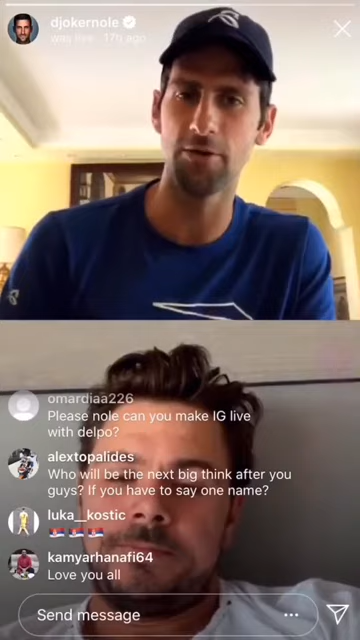 djokernole
was live · 17h ago
omardiaa226
Please nole can you make IG live
with delpo?
alextopalides
Who will be the next big think after you
guys? If you have to say one name?
luka__kostic
🇷🇸🇷🇸🇷🇸
kamyarhanafi64
Love you all
Send message